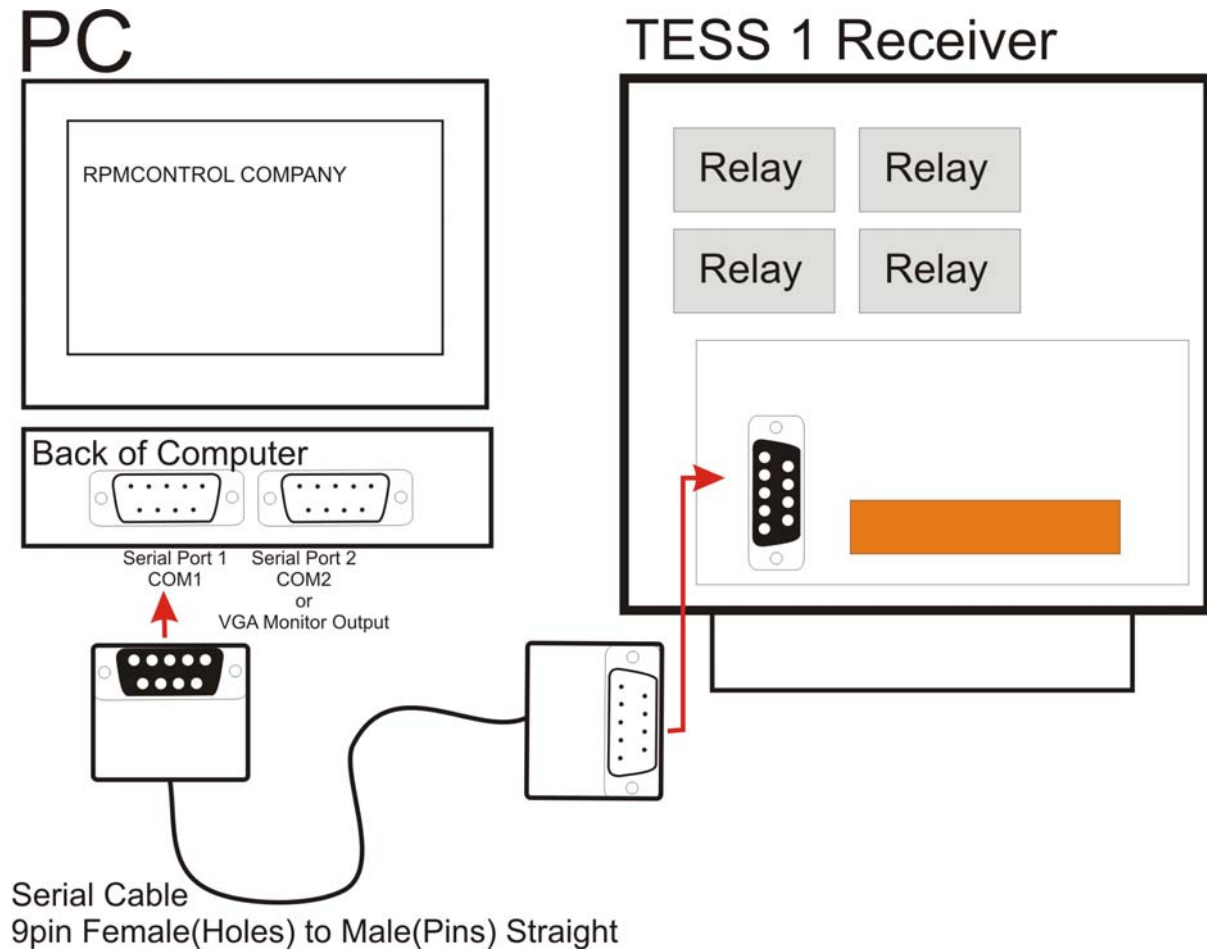 PC
TESS 1 Receiver
RPMCONTROL COMPANY
Relay
Relay
Relay
Relay
Back of Computer
Serial Port 1
COM1
Serial Port 2
COM2
or
VGA Monitor Output
Serial Cable
9pin Female(Holes) to Male(Pins) Straight